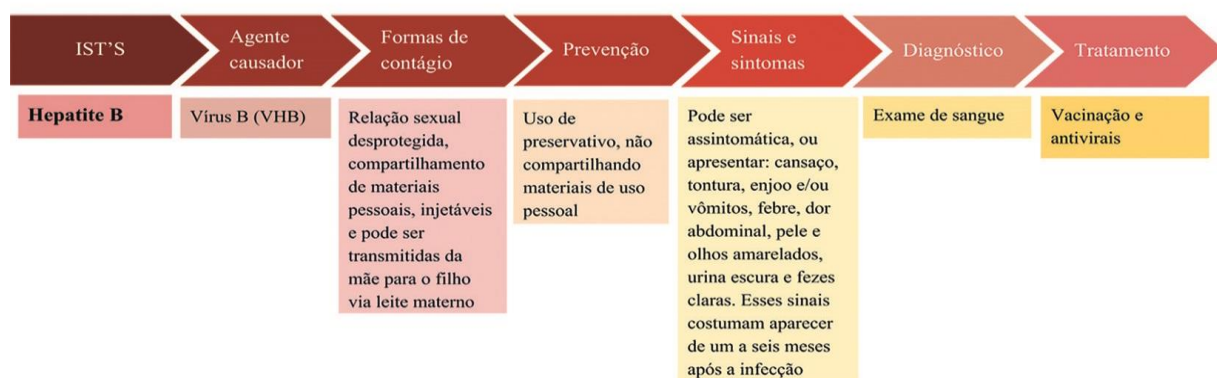 IST'S
Agente
causador
Formas de
contágio
Prevenção
Sinais e
sintomas
Diagnóstico
Tratamento
Hepatite B
Vírus B (VHB)
Relação sexual
desprotegida,
compartilhamento
de materiais
pessoais, injetáveis
e pode ser
transmitidas da
mãe para o filho
via leite materno
Uso de
preservativo, não
compartilhando
materiais de uso
pessoal
Pode ser
assintomática, ou
apresentar: cansaço,
tontura, enjoo e/ou
vômitos, febre, dor
abdominal, pele e
olhos amarelados,
urina escura e fezes
claras. Esses sinais
costumam aparecer
de um a seis meses
após a infecção
Exame de sangue
Vacinação e
antivirais